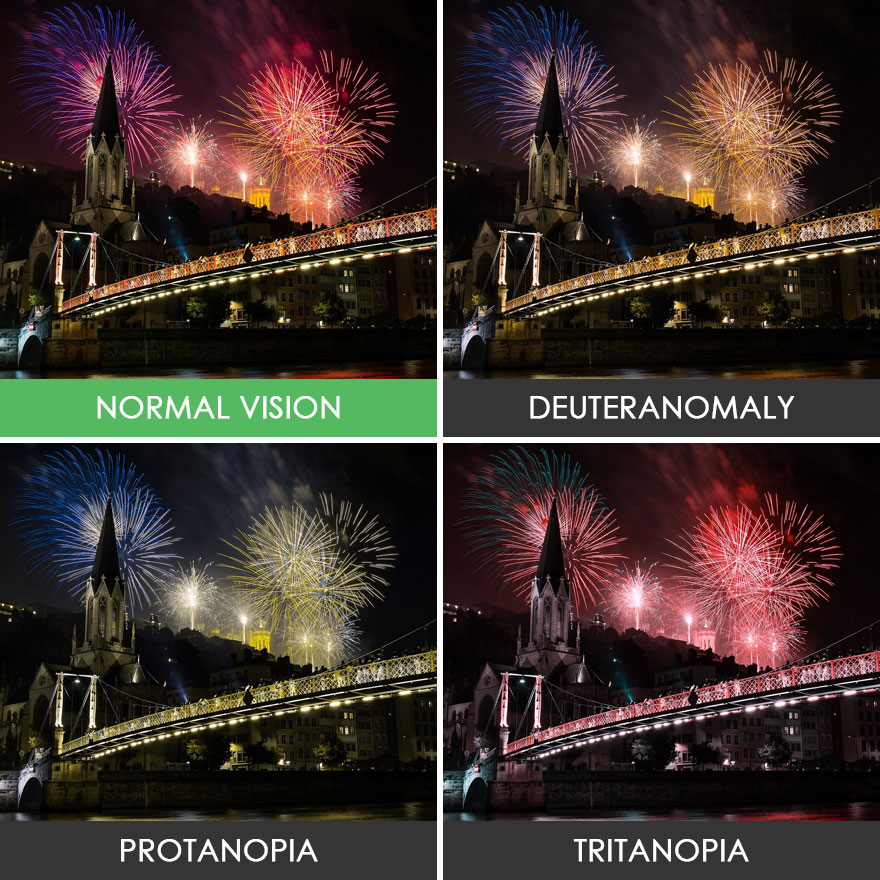 NORMAL VISION
DEUTERANOMALY
PROTANOPIA
TRITANOPIA